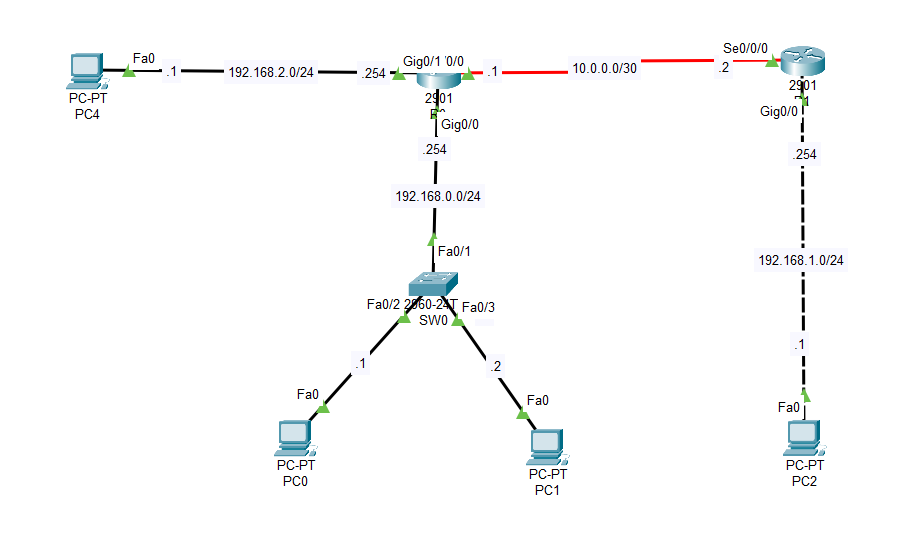 Fa0
.1
192.168.2.0/24
.254
Gig0/1
0/0
.1
10.0.0.0/30
Se0/0/0
.2
PC-PT
PC4
2901
Gig0/0
.254
192.168.0.0/24
Fa0/1
2901
Gig0/0
.254
192.168.1.0/24
.1
Fa0
PC-PT
PC2
Fa0/2
2960-24T
Fa0/3
SW0
.1
.2
Fa0
Fa0
PC-PT
PC0
PC-PT
PC1